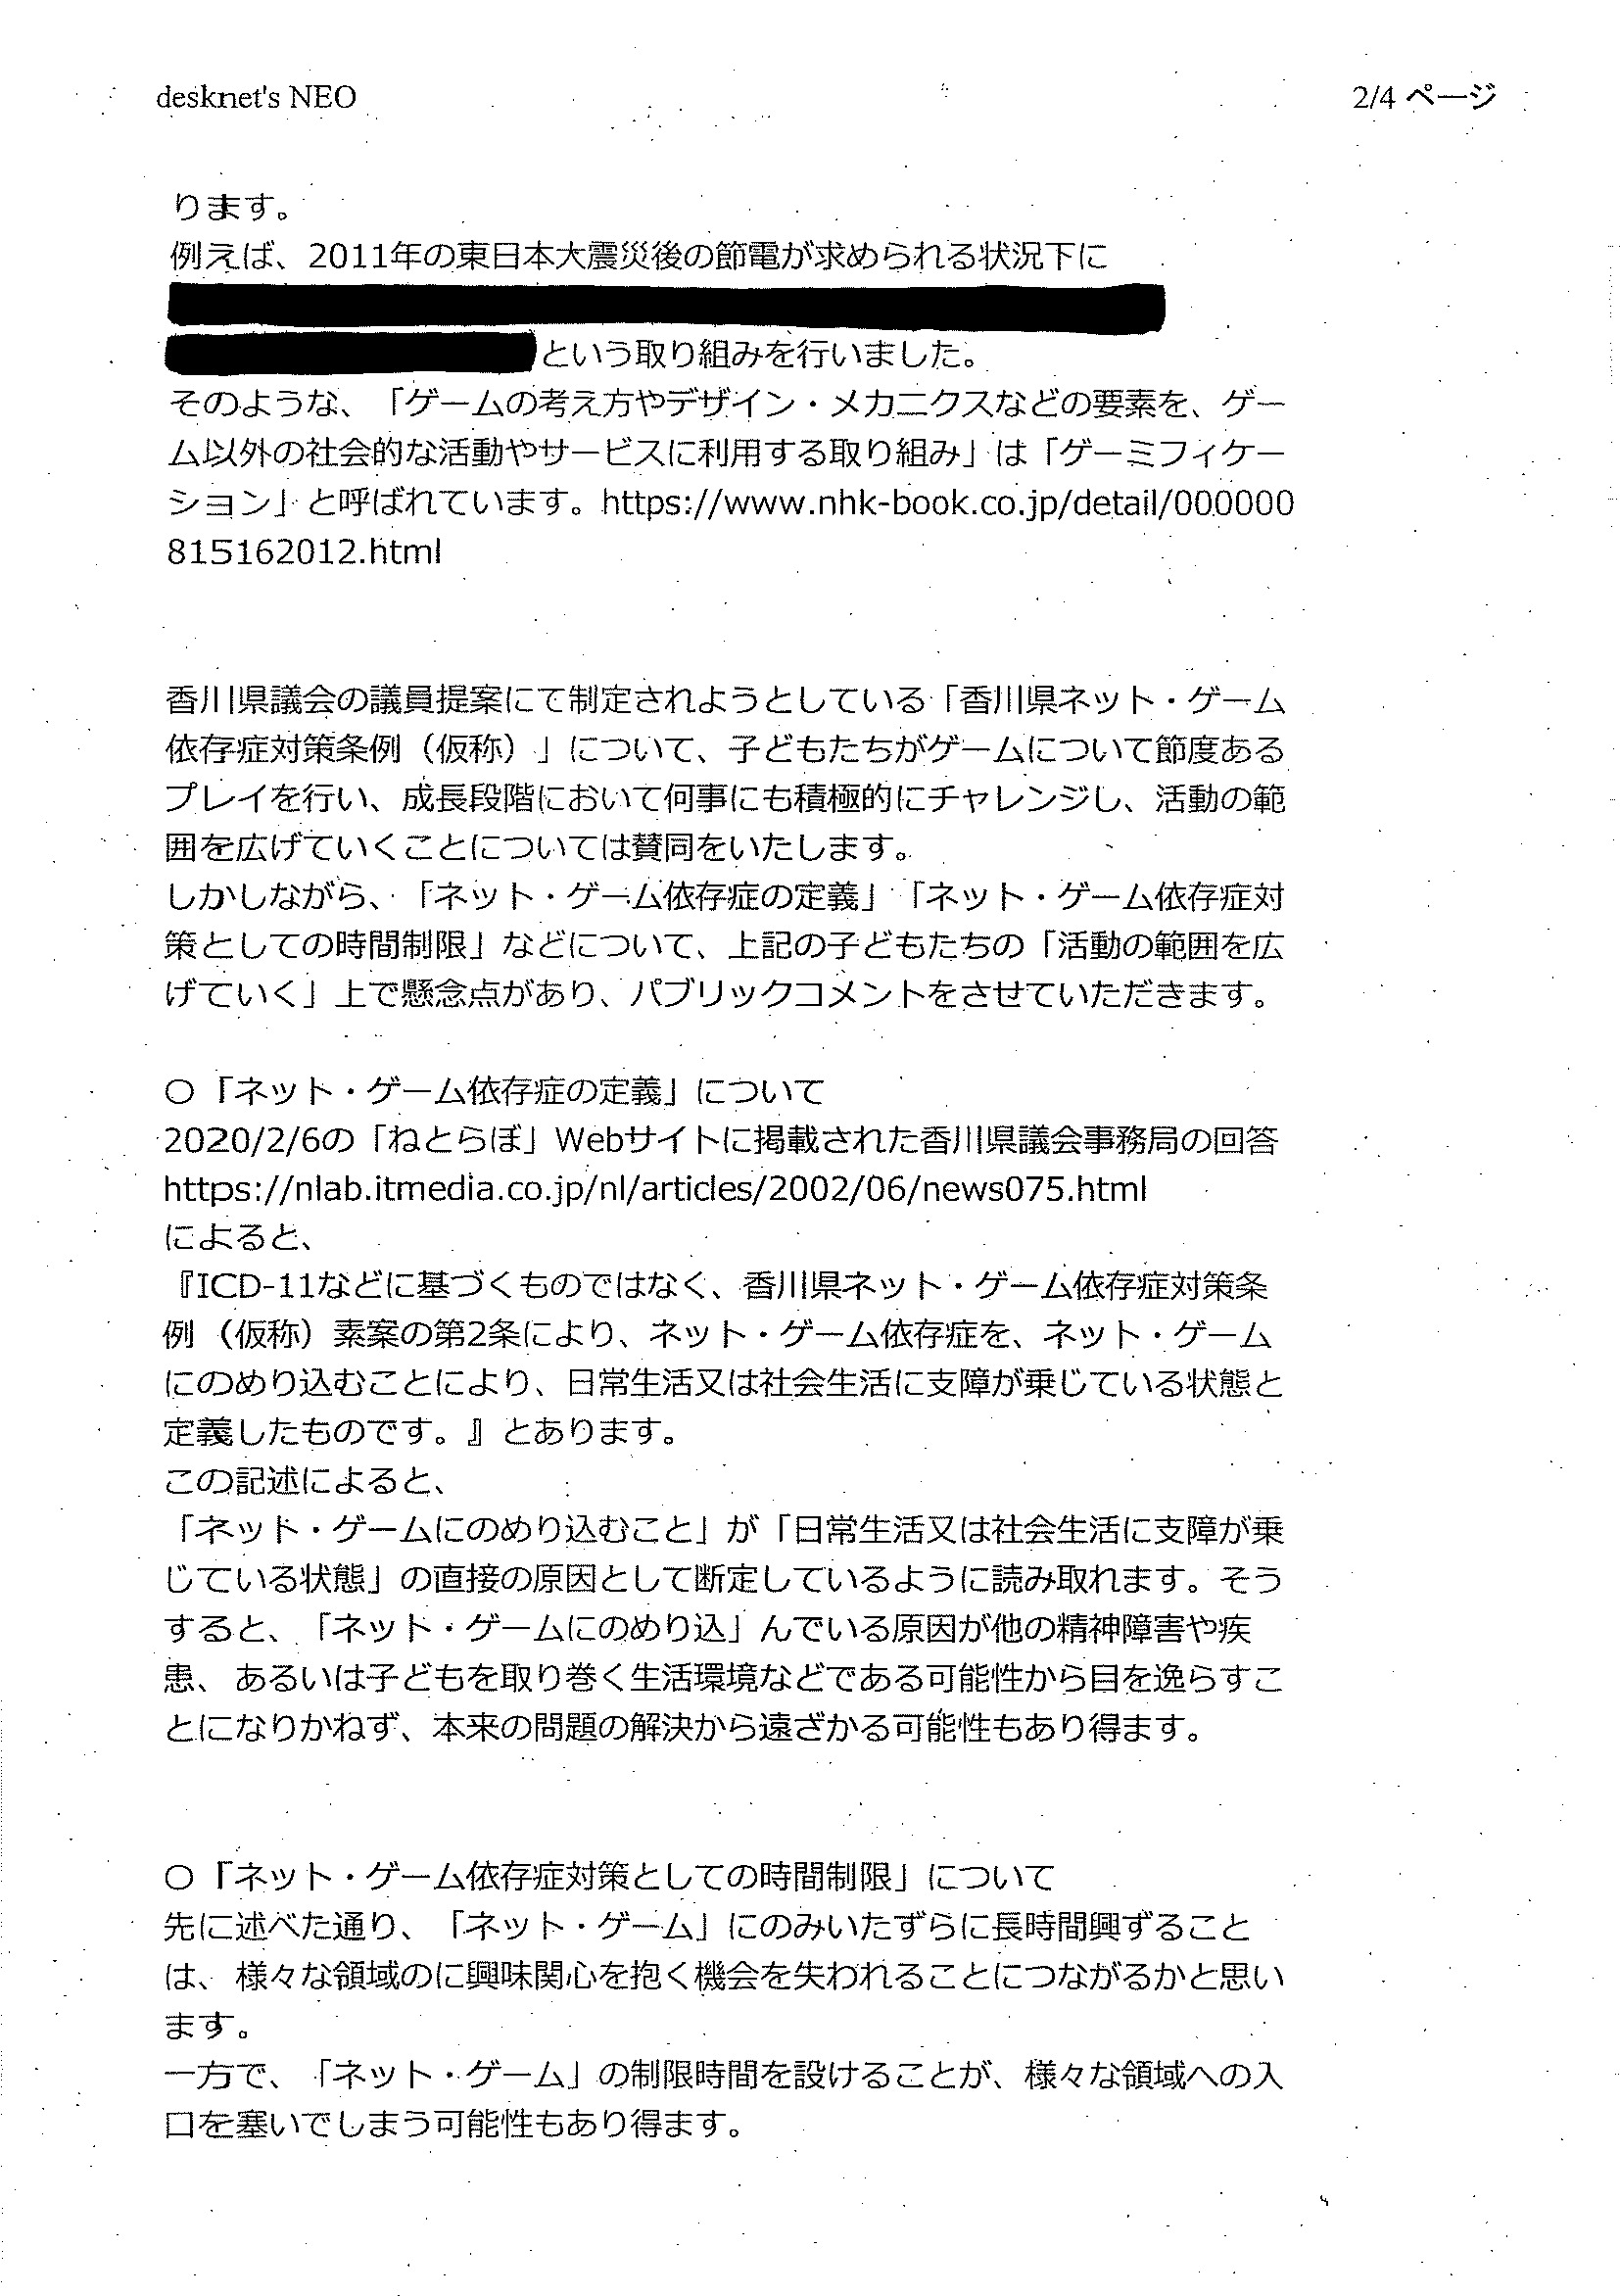 desknet's NEO
2/4 ページ
ります。
例えば、2011年の東日本大震災後の節電が求められる状況下に
という取り組みを行いました。
そのような、「ゲームの考え方やデザイン・メカニクスなどの要素を、ゲー
ム以外の社会的な活動やサービスに利用する取り組み」は「ゲーミフィケー
ション」と呼ばれています。https://www.nhk-book.co.jp/detail/000000
815162012.html
香川県議会の議員提案にて制定されようとしている「香川県ネット・ゲーム
依存症対策条例（仮称）」について、子どもたちがゲームについて節度ある
プレイを行い、成長段階において何事にも積極的にチャレンジし、活動の範
囲を広げていくことについては賛同をいたします。
しかしながら、「ネット・ゲーム依存症の定義」「ネット・ゲーム依存症対
策としての時間制限」などについて、上記の子どもたちの「活動の範囲を広
げていく」上で懸念点があり、パブリックコメントをさせていただきます。
○「ネット・ゲーム依存症の定義」について
2020/2/6の「ねとらぼ」Webサイトに掲載された香川県議会事務局の回答
https://nlab.itmedia.co.jp/nl/articles/2002/06/news075.html
によると、
『ICD-11などに基づくものではなく、香川県ネット・ゲーム依存症対策条
例（仮称）素案の第2条により、ネット・ゲーム依存症を、ネット・ゲーム
にのめり込むことにより、日常生活又は社会生活に支障が乗じている状態と
定義したものです。』とあります。
この記述によると、
「ネット・ゲームにのめり込むこと」が「日常生活又は社会生活に支障が乗
じている状態」の直接の原因として断定しているように読み取れます。そう
すると、「ネット・ゲームにのめり込」んでいる原因が他の精神障害や疾
患、あるいは子どもを取り巻く生活環境などである可能性から目を逸らすこ
とになりかねず、本来の問題の解決から遠ざかる可能性もあり得ます。
○「ネット・ゲーム依存症対策としての時間制限」について
先に述べた通り、「ネット・ゲーム」にのみいたずらに長時間興ずること
は、様々な領域のに興味関心を抱く機会を失われることにつながるかと思い
ます。
一方で、「ネット・ゲーム」の制限時間を設けることが、様々な領域への入
口を塞いでしまう可能性もあり得ます。